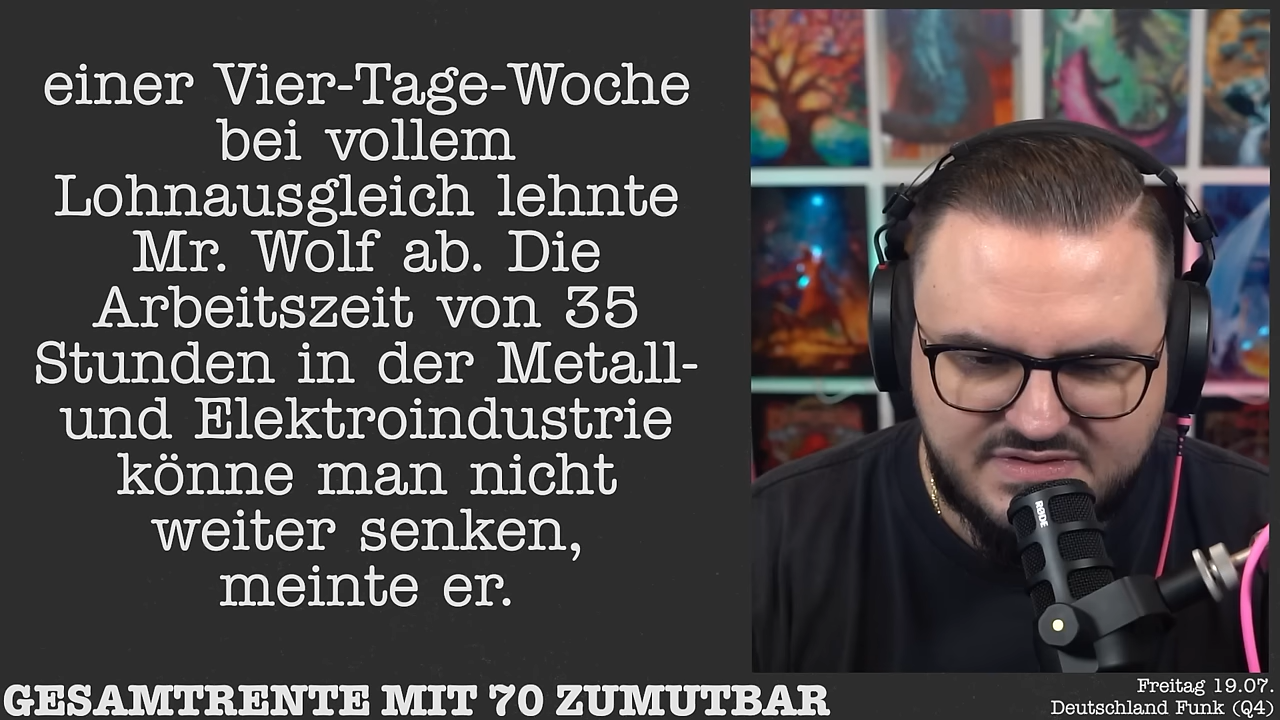 einer Vier-Tage-Woche
bei vollem
Lohnausgleich lehnte
Mr. Wolf ab. Die
Arbeitszeit von 35
Stunden in der Metall-
und Elektroindustrie
könne man nicht
weiter senken,
meinte er.
RØDE
GESAMTRENTE MIT 70 ZUMUTBAR
Freitag 19.07.
Deutschland Funk (Q4)